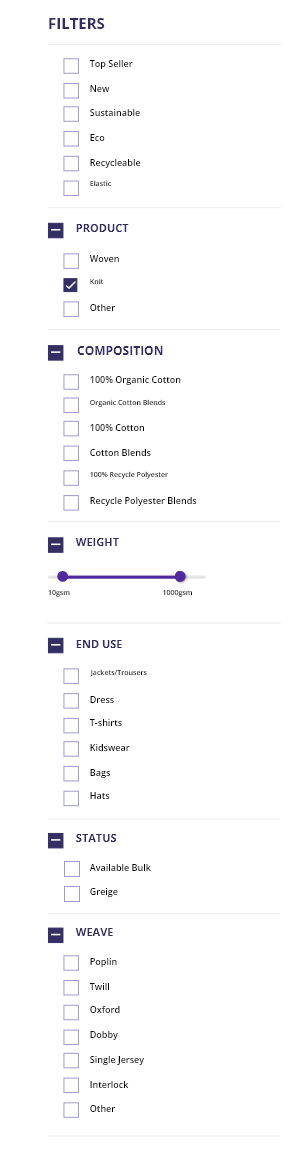 FILTERS
Top Seller
New
Sustainable
Eco
Recycleable
Elastic
PRODUCT
Woven
Knit
Other
COMPOSITION
100% Organic Cotton
Organic Cotton Blends
100% Cotton
Cotton Blends
100% Recycle Polyester
Recycle Polyester Blends
WEIGHT
10gsm 1000gsm
END USE
Jackets/Trousers
Dress
T-shirts
Kidswear
Bags
Hats
STATUS
Available Bulk
Greige
WEAVE
Poplin
Twill
Oxford
Dobby
Single Jersey
Interlock
Other